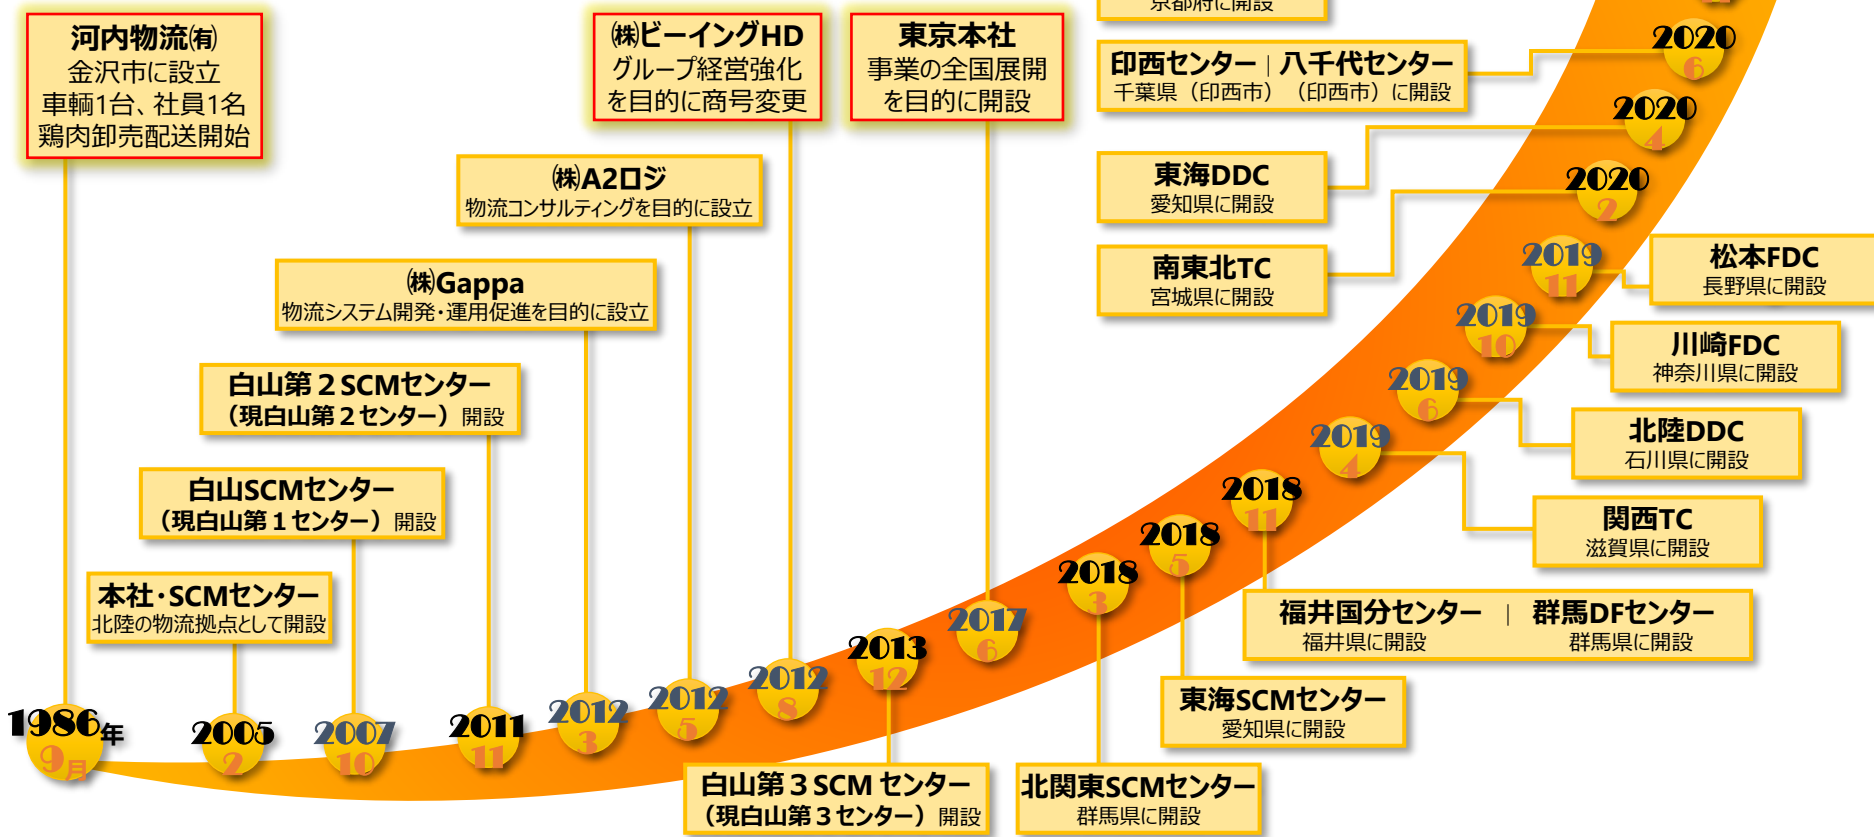 河内物流㈲
金沢市に設立
車輌1台、社員1名
鶏肉卸売配送開始
1986年
9月
本社・SCMセンター
北陸の物流拠点として開設
2005
2
白山SCMセンター
（現白山第１センター）開設
2007
10
白山第２SCMセンター
（現白山第２センター）開設
2011
11
㈱Gappa
物流システム開発・運用促進を目的に設立
2012
3
㈱A2ロジ
物流コンサルティングを目的に設立
2012
5
㈱ビーイングHD
グループ経営強化
を目的に商号変更
2012
8
白山第３SCM センター
（現白山第３センター）開設
2013
12
東京本社
事業の全国展開
を目的に開設
2017
6
北関東SCMセンター
群馬県に開設
2018
3
東海SCMセンター
愛知県に開設
2018
5
福井国分センター | 群馬DFセンター
福井県に開設 群馬県に開設
2018
11
関西TC
滋賀県に開設
2019
4
北陸DDC
石川県に開設
2019
6
川崎FDC
神奈川県に開設
2019
10
松本FDC
長野県に開設
2019
11
南東北TC
宮城県に開設
2020
2
東海DDC
愛知県に開設
2020
4
印西センター | 八千代センター
千葉県（印西市）（印西市）に開設
2020
6
京都府に開設